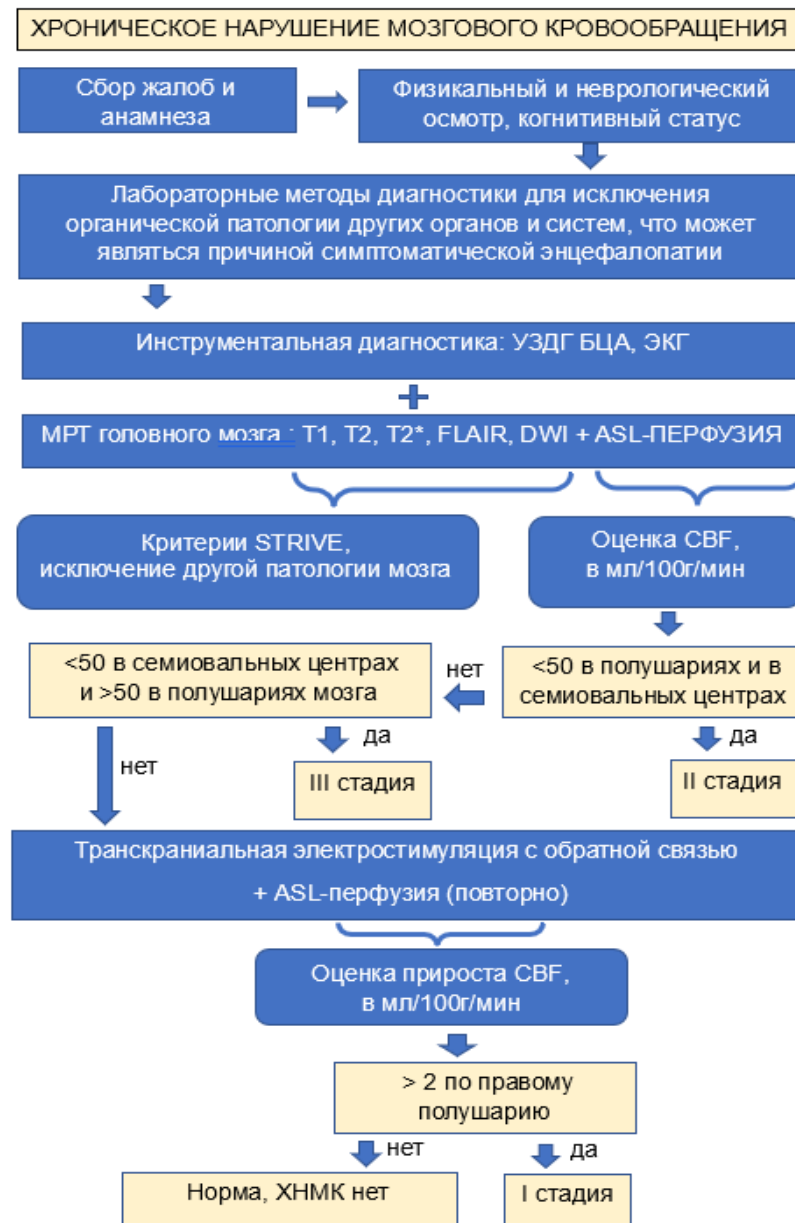 ХРОНИЧЕСКОЕ НАРУШЕНИЕ МОЗГОВОГО КРОВООБРАЩЕНИЯ
Сбор жалоб и
анамнеза
Физикальный и неврологический
осмотр, когнитивный статус
Лабораторные методы диагностики для исключения
органической патологии других органов и систем, что может
являться причиной симптоматической энцефалопатии
Инструментальная диагностика: УЗДГ БЦА, ЭКГ
МРТ головного мозга : Т1, Т2, Т2*, FLAIR, DWI + ASL-ПЕРФУЗИЯ
Критерии STRIVE,
исключение другой патологии мозга
Оценка CBF,
в мл/100г/мин
<50 в семиовальных центрах
и >50 в полушариях мозга
нет
<50 в полушариях и в
семиовальных центрах
да
да
нет
III стадия
II стадия
Транскраниальная электростимуляция с обратной связью
+ ASL-перфузия (повторно)
Оценка прироста CBF,
в мл/100г/мин
> 2 по правому
полушарию
нет
да
Норма, ХНМК нет
I стадия